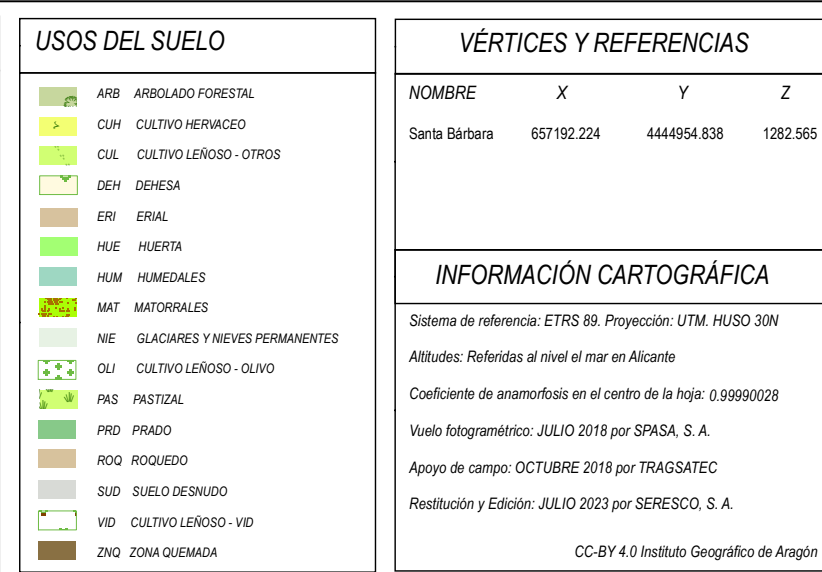 USOS DEL SUELO
ARB ARBOLADO FORESTAL
CUH CULTIVO HERVACEO
CUL CULTIVO LEÑOSO - OTROS
DEH DEHESA
ERI ERIAL
HUE HUERTA
HUM HUMEDALES
MAT MATORRALES
NIE GLACIARES Y NIEVES PERMANENTES
OLI CULTIVO LEÑOSO - OLIVO
PAS PASTIZAL
PRD PRADO
ROQ ROQUEDO
SUD SUELO DESNUDO
VID CULTIVO LEÑOSO - VID
ZNQ ZONA QUEMADA
VÉRTICES Y REFERENCIAS
NOMBRE X Y Z
Santa Bárbara 657192.224 4444954.838 1282.565
INFORMACIÓN CARTOGRÁFICA
Sistema de referencia: ETRS 89. Proyección: UTM. HUSO 30N
Altitudes: Referidas al nivel el mar en Alicante
Coeficiente de anamorfosis en el centro de la hoja: 0.99990028
Vuelo fotogramétrico: JULIO 2018 por SPASA, S. A.
Apoyo de campo: OCTUBRE 2018 por TRAGSATEC
Restitución y Edición: JULIO 2023 por SERESCO, S. A.
CC-BY 4.0 Instituto Geográfico de Aragón